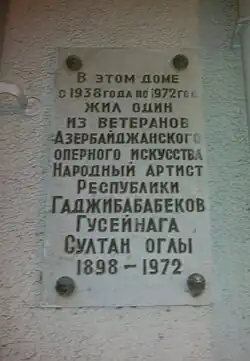 В этом доме
с 1938 года по 1972 год
жил один
из ветеранов
Азербайджанского
оперного искусства
Народный артист
Республики
Гаджибабабеков
Гусейнага
Султан оглы
1898 – 1972